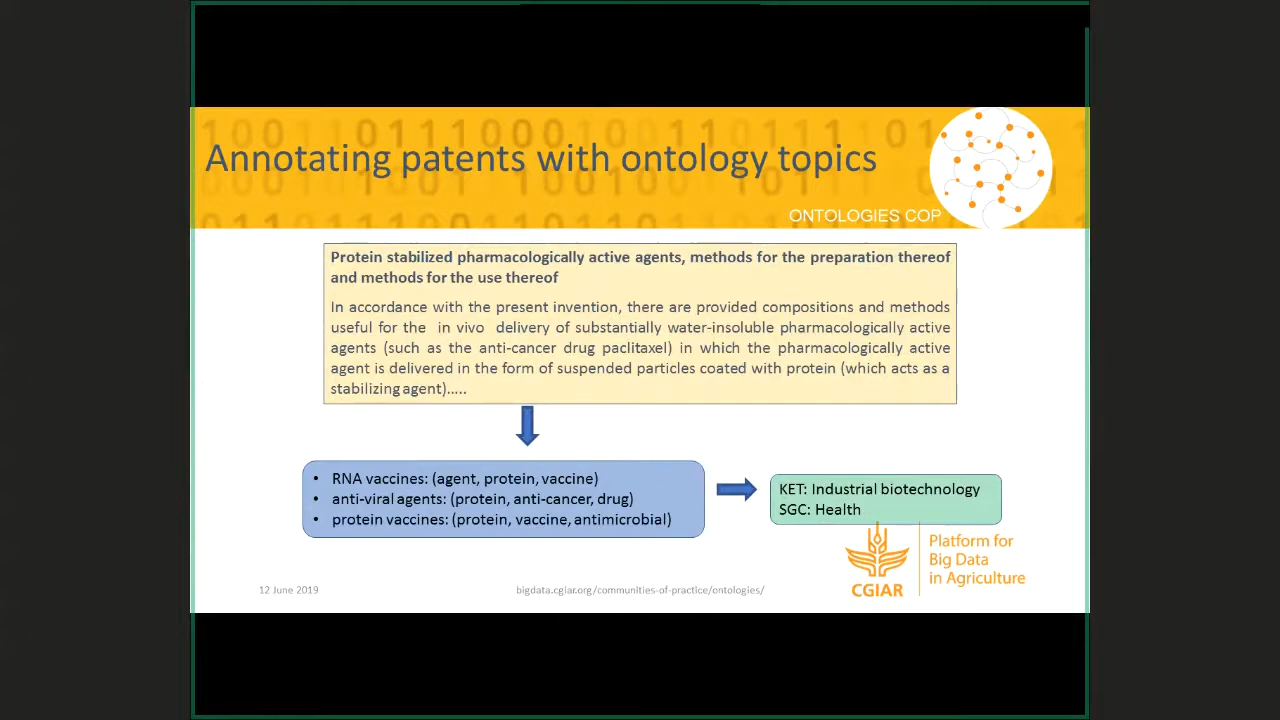 Annotating patents with ontology topics
ONTOLOGIES COP
Protein stabilized pharmacologically active agents, methods for the preparation thereof
and methods for the use thereof
In accordance with the present invention, there are provided compositions and methods
useful for the in vivo delivery of substantially water-insoluble pharmacologically active
agents (such as the anti-cancer drug paclitaxel) in which the pharmacologically active
agent is delivered in the form of suspended particles coated with protein (which acts as a
stabilizing agent)…..
• RNA vaccines: (agent, protein, vaccine)
• anti-viral agents: (protein, anti-cancer, drug)
• protein vaccines: (protein, vaccine, antimicrobial)
KET: Industrial biotechnology
SGC: Health
Platform for
Big Data
in Agriculture
CGIAR
12 June 2019
bigdata.cgiar.org/communities-of-practice/ontologies/